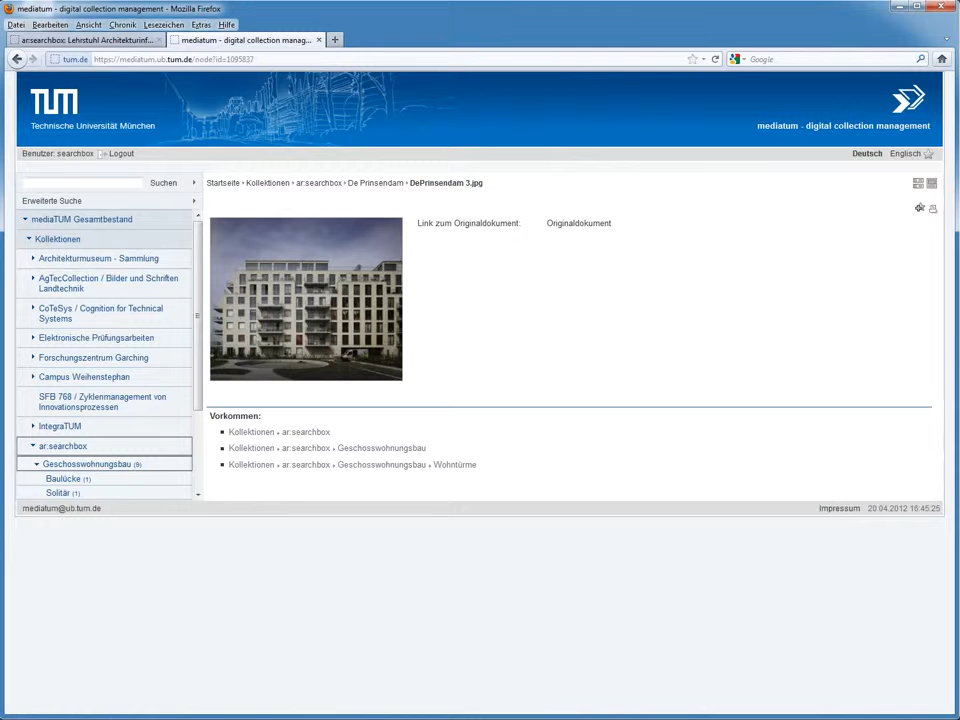 mediatum - digital collection management - Mozilla Firefox
Datei Bearbeiten Ansicht Chronik Lesezeichen Extras Hilfe
ar:searchbox: Lehrstuhl Architekturinf... mediatum - digital collection manag...
tum.de https://mediatum.ub.tum.de/node?id=1095837 Google
TUM
Technische Universität München
mediatum - digital collection management
Benutzer: searchbox Logout Deutsch Englisch
Suchen
Startseite Kollektionen ar:searchbox De Prinsendam DePrinsendam 3.jpg
Erweiterte Suche
mediaTUM Gesamtbestand
Link zum Originaldokument: Originaldokument
Kollektionen
Architekturmuseum - Sammlung
AgTecCollection / Bilder und Schriften
Landtechnik
CoTeSys / Cognition for Technical
Systems
Elektronische Prüfungsarbeiten
Forschungszentrum Garching
Campus Weihenstephan
SFB 768 / Zyklenmanagement von
Innovationsprozessen
IntegraTUM
ar:searchbox
Geschosswohnungsbau (9)
Baulücke (1)
Solitär (1)
Vorkommen:
Kollektionen ar:searchbox
Kollektionen ar:searchbox Geschosswohnungsbau
Kollektionen ar:searchbox Geschosswohnungsbau Wohntürme
mediatum@ub.tum.de Impressum 20.04.2012 16:45:25